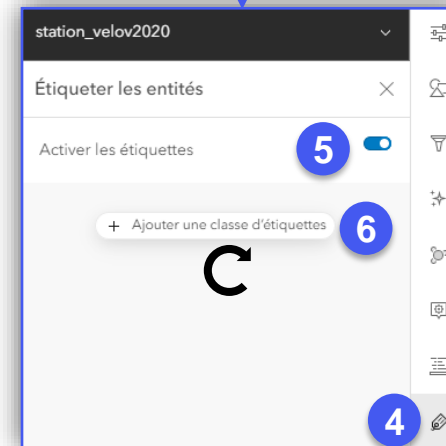 station_velov2020
Étiqueter les entités
Activer les étiquettes
5
+ Ajouter une classe d'étiquettes
6
4